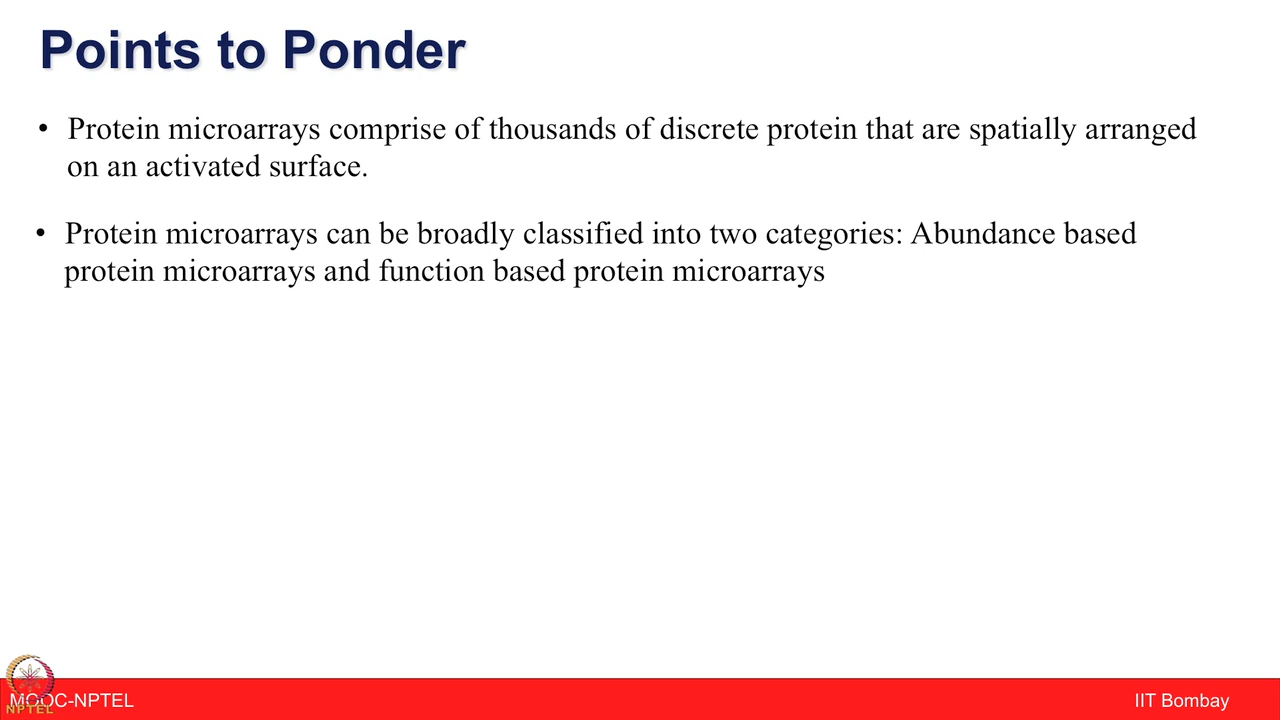 Points to Ponder
• Protein microarrays comprise of thousands of discrete protein that are spatially arranged
on an activated surface.
• Protein microarrays can be broadly classified into two categories: Abundance based
protein microarrays and function based protein microarrays
MOOC-NPTEL
NPTEL
IIT Bombay